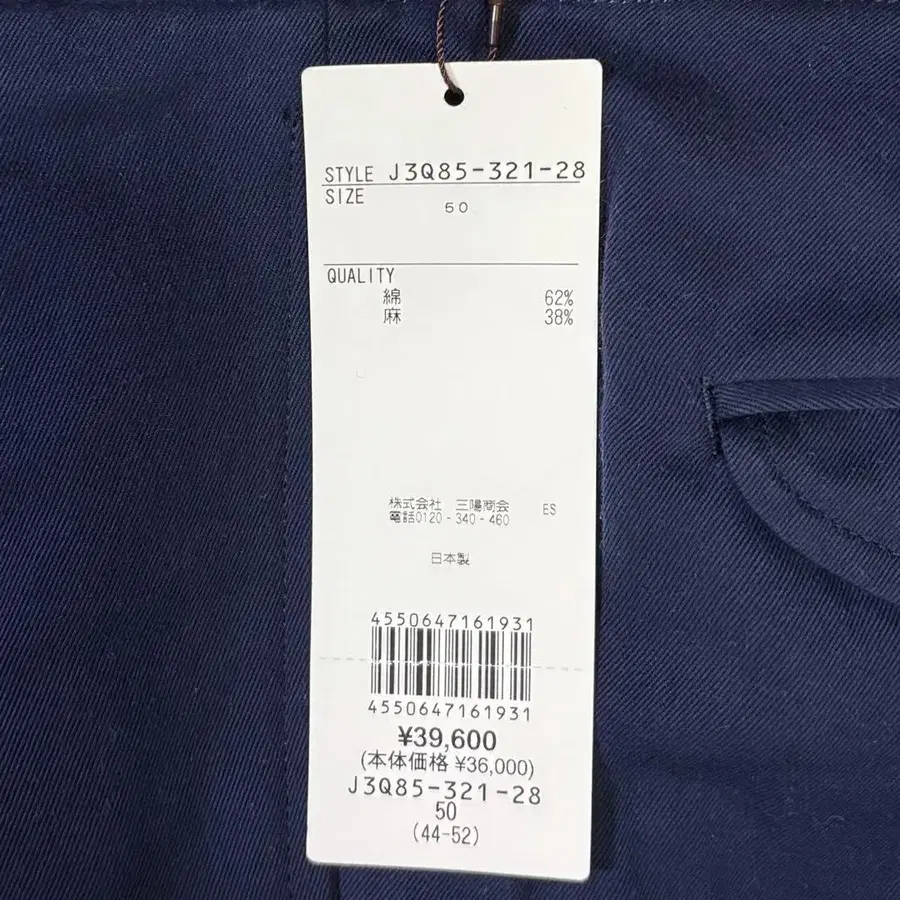 STYLE J3Q85-321-28
SIZE
50
QUALITY
綿 62%
麻 38%
株式会社 三陽商会 ES
電話0120-340-460
日本製
4550647161931
4550647161931
¥39,600
(本体価格 ¥36,000)
J3Q85-321-28
50
(44-52)